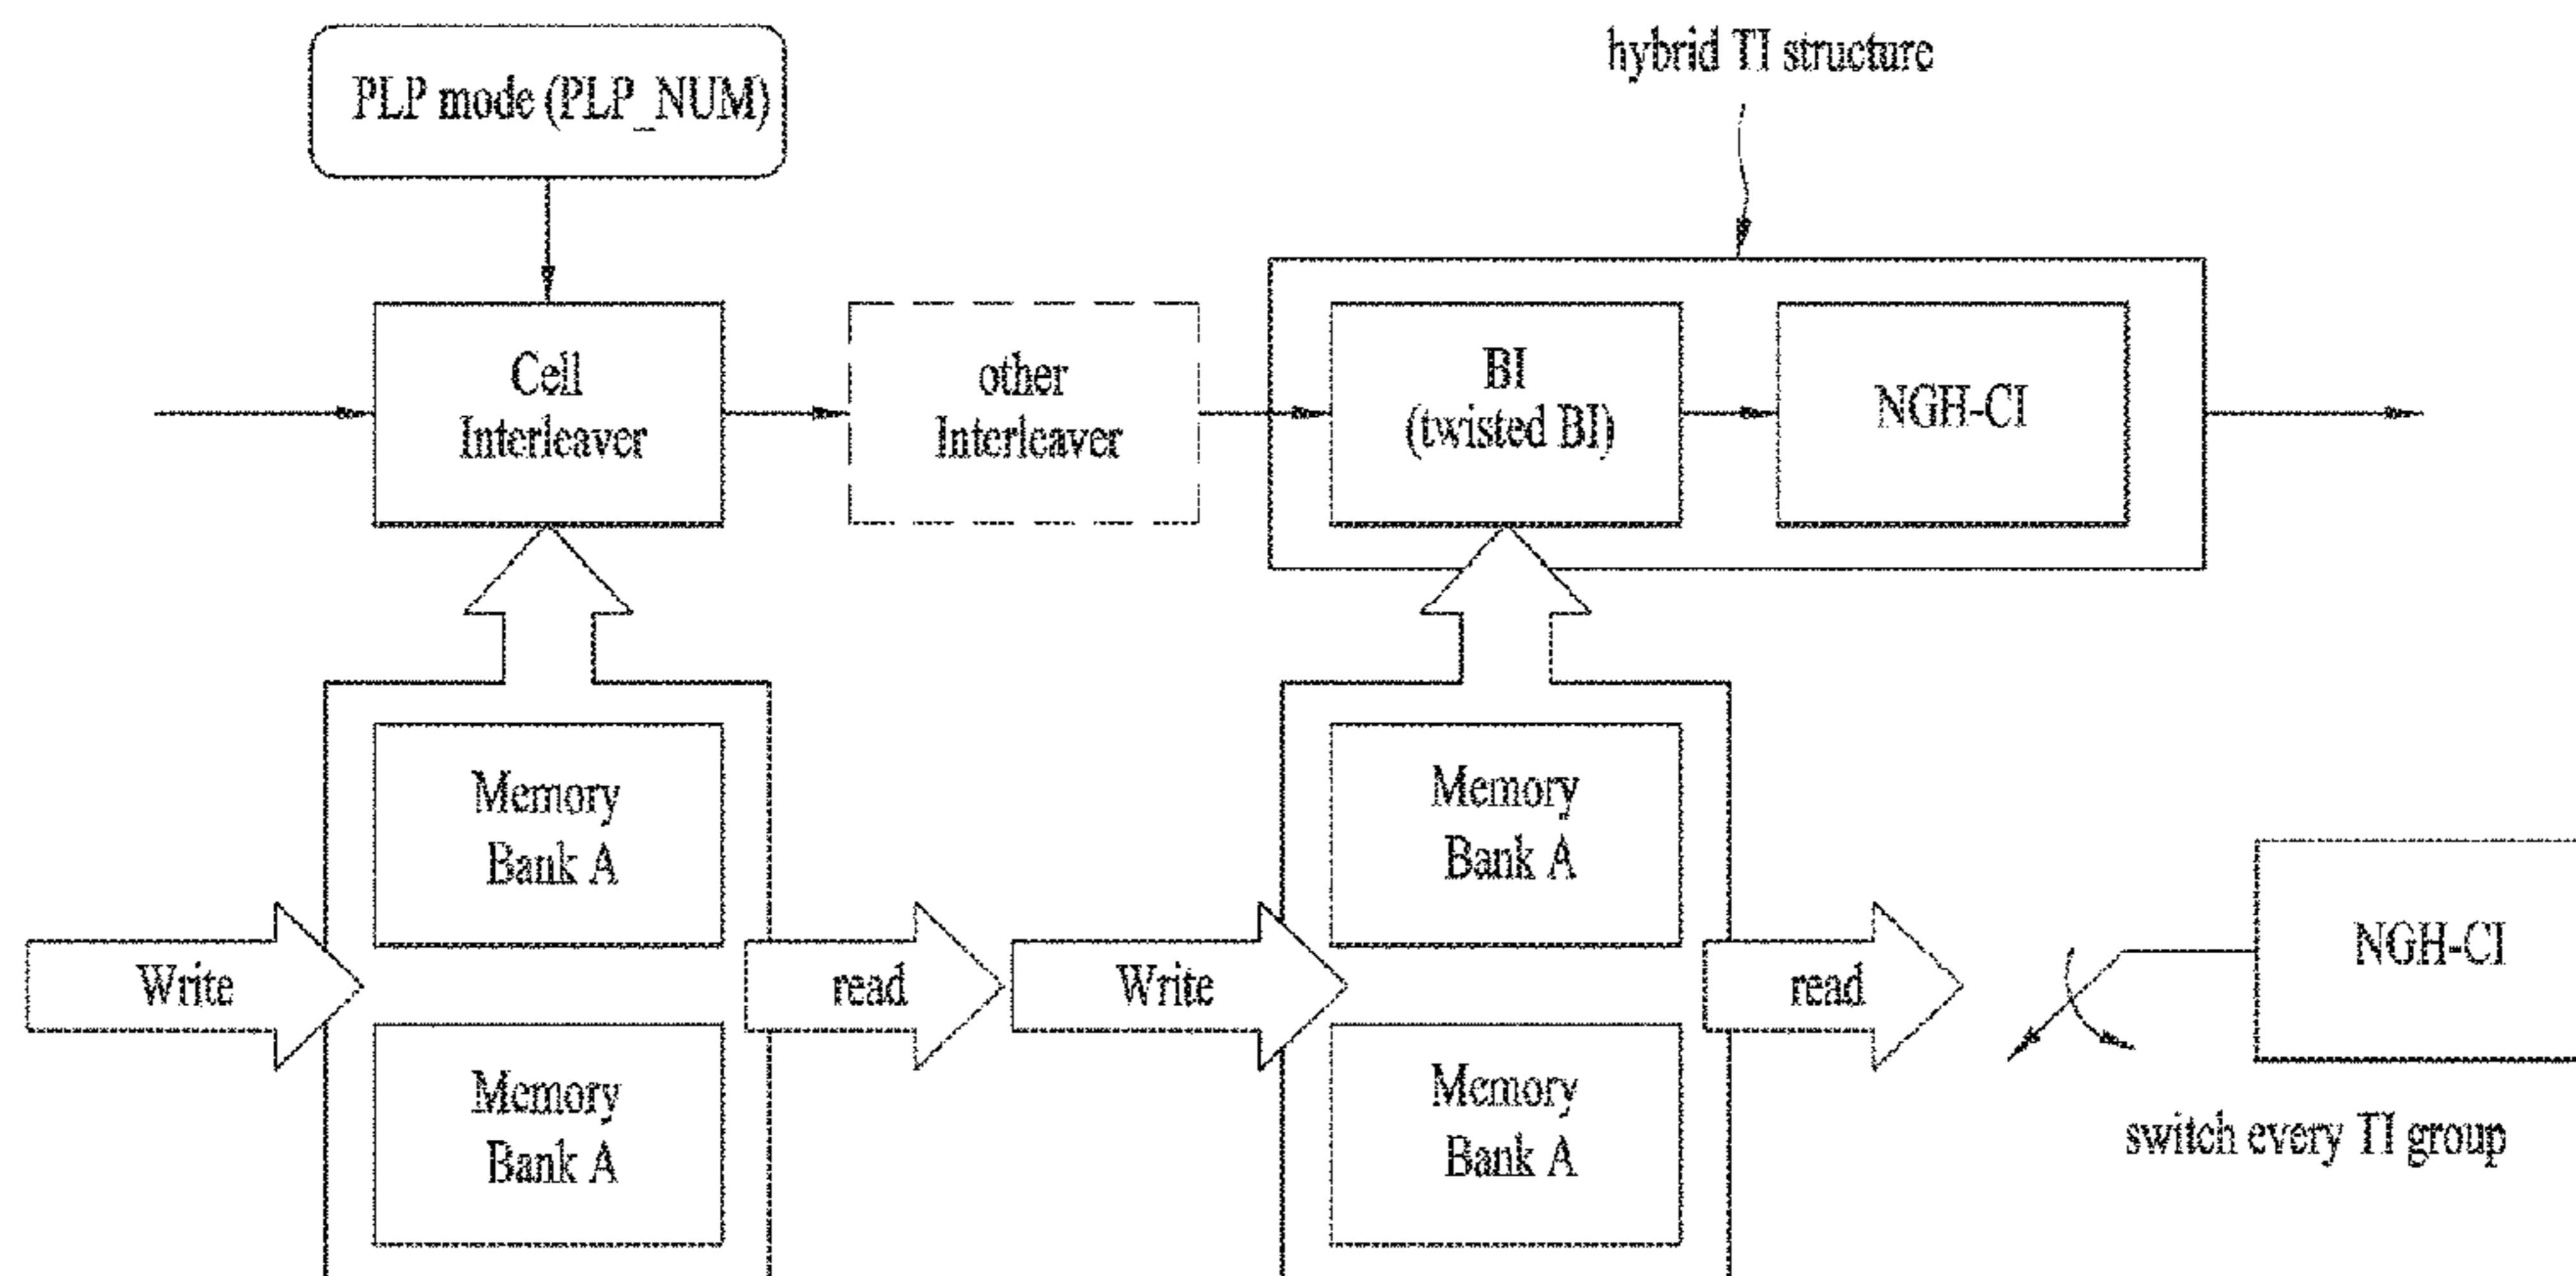 hybrid TI structure
PLP mode (PLP_NUM)
Cell
Interleaver
other
Interleaver
BI
(twisted BI)
NGH-CI
Memory
Bank A
Memory
Bank A
Write
read
Write
Memory
Bank A
Memory
Bank A
read
NGH-CI
switch every TI group